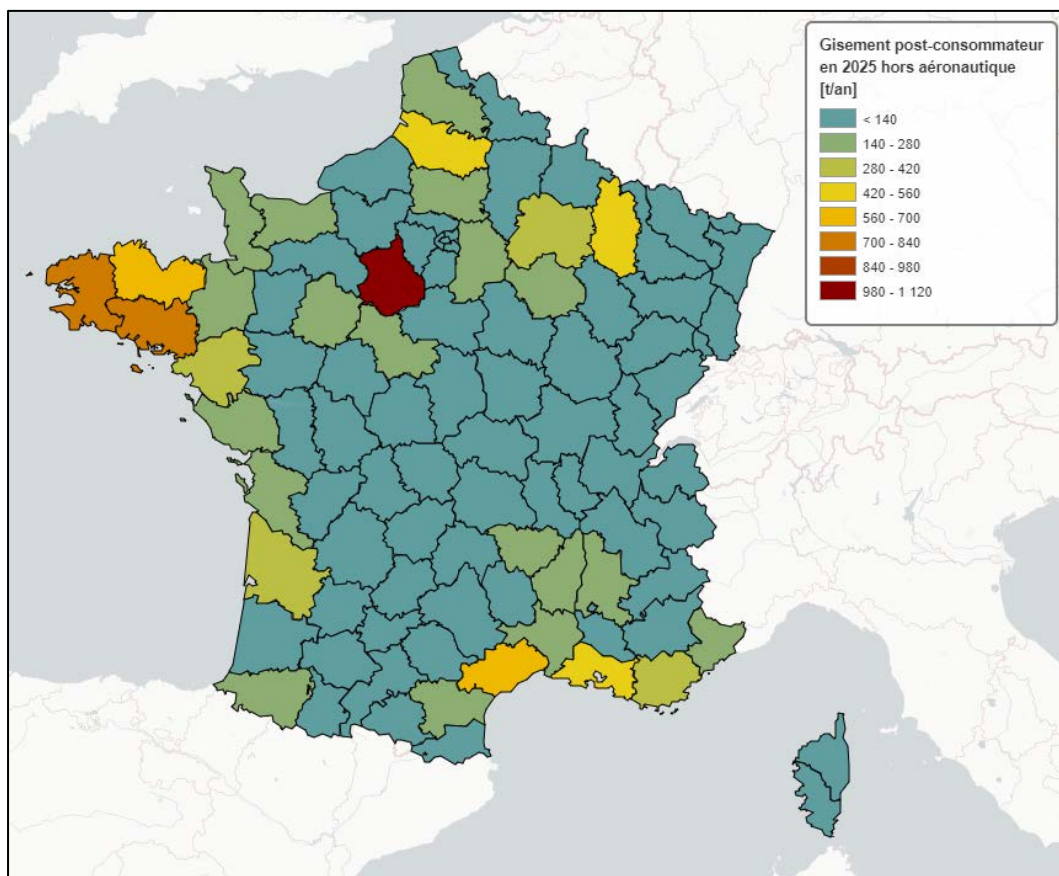 Gisement post-consommateur
en 2025 hors aéronautique
[t/an]
< 140
140 - 280
280 - 420
420 - 560
560 - 700
700 - 840
840 - 980
980 - 1 120